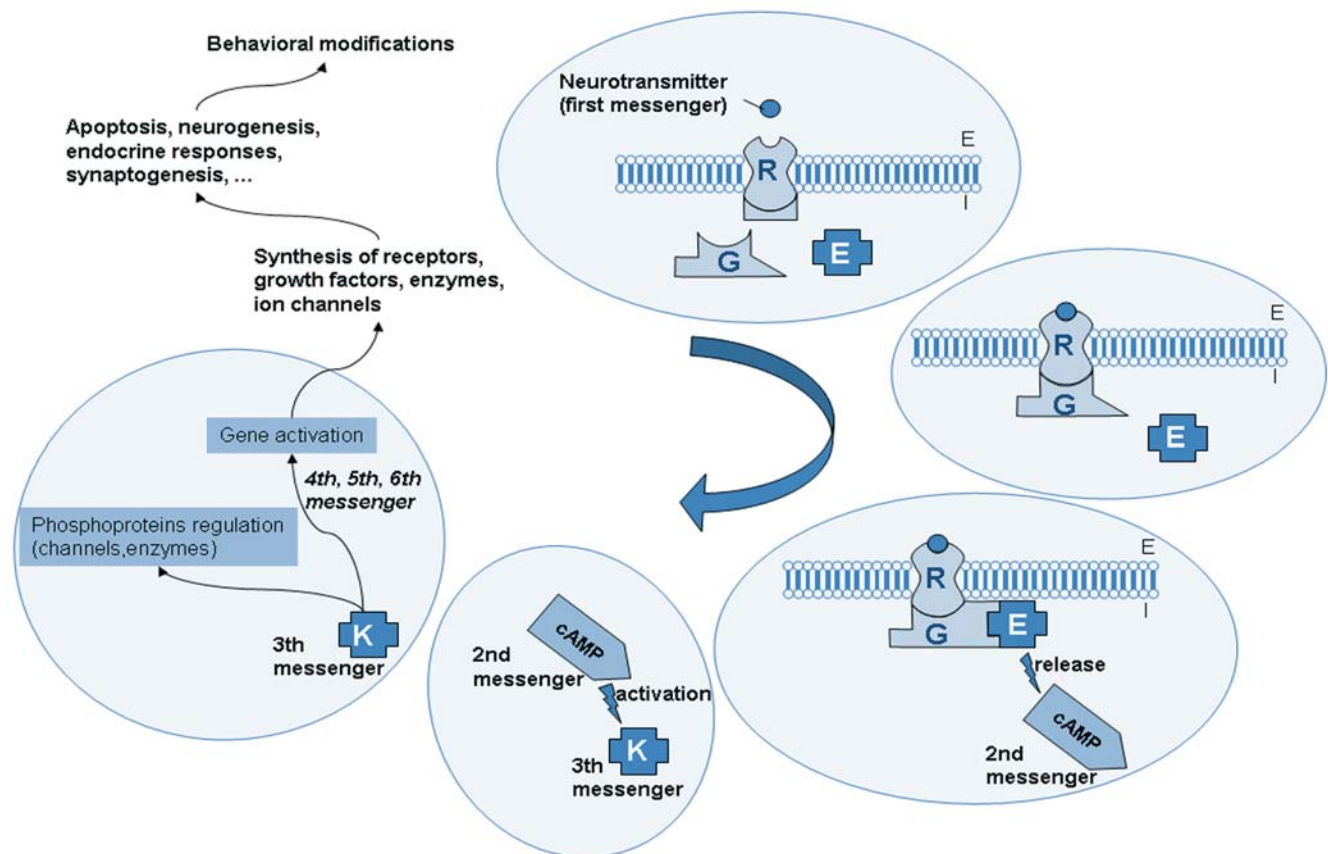 Behavioral modifications
Apoptosis, neurogenesis,
endocrine responses,
synaptogenesis, ...
Synthesis of receptors,
growth factors, enzymes,
ion channels
Gene activation
4th, 5th, 6th
messenger
Phosphoproteins regulation
(channels,enzymes)
K
3th
messenger
Neurotransmitter
(first messenger)
E
R
I
G
E
E
R
I
G
E
E
R
I
G
E
release
cAMP
2nd
messenger
cAMP
2nd
messenger
activation
K
3th
messenger